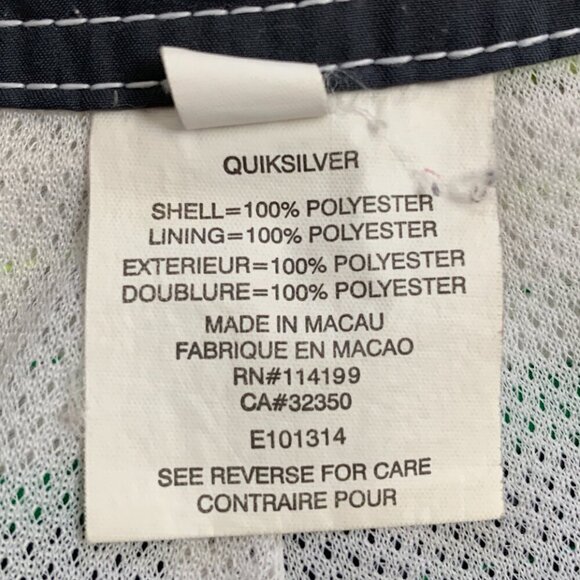 QUIKSILVER
SHELL=100% POLYESTER
LINING=100% POLYESTER
EXTERIEUR=100% POLYESTER
DOUBLURE=100% POLYESTER
MADE IN MACAU
FABRIQUE EN MACAO
RN#114199
CA#32350
E101314
SEE REVERSE FOR CARE
CONTRAIRE POUR